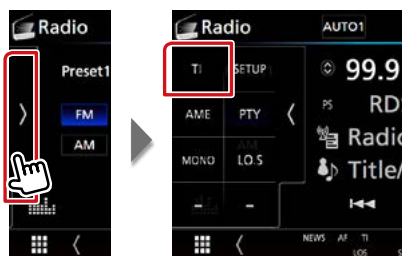 Radio
Preset1
FM
AM
Radio AUTO1
TI SETUP 99.9
PS RD
AME PTY
Radio
MONO LO.S Title/
NEWS AF TI
LOS